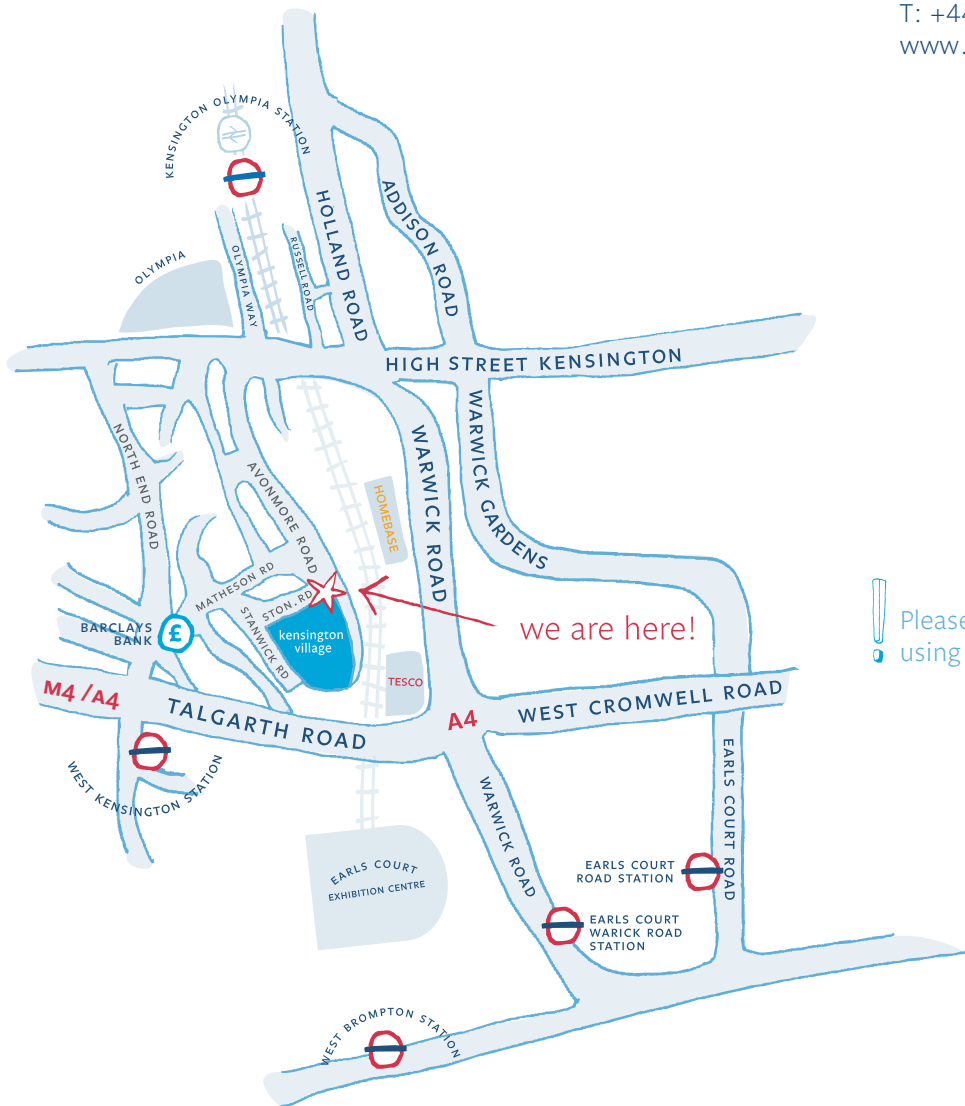 T: +44
www.
KENSINGTON OLYMPIA STATION
OLYMPIA
OLYMPIA WAY
RUSSELL ROAD
HOLLAND ROAD
ADDISON ROAD
HIGH STREET KENSINGTON
NORTH END ROAD
AVONMORE ROAD
WARWICK ROAD
WARWICK GARDENS
HOMEBASE
MATHESON RD
STON. RD
STANWICK RD
kensington
village
we are here!
Please
using
BARCLAYS
BANK
£
TESCO
M4 /A4
TALGARTH ROAD
A4
WEST CROMWELL ROAD
WEST KENSINGTON STATION
WARWICK ROAD
EARLS COURT ROAD
EARLS COURT
EXHIBITION CENTRE
EARLS COURT
ROAD STATION
EARLS COURT
WARICK ROAD
STATION
WEST BROMPTON STATION